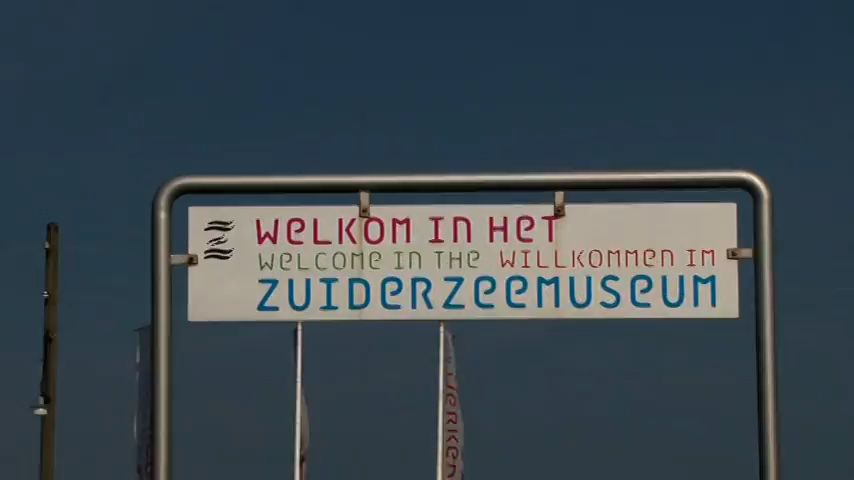 WELKOM IN HET
WELCOME IN THE WILLKOMMEN IM
ZUIDERZEEMUSEUM